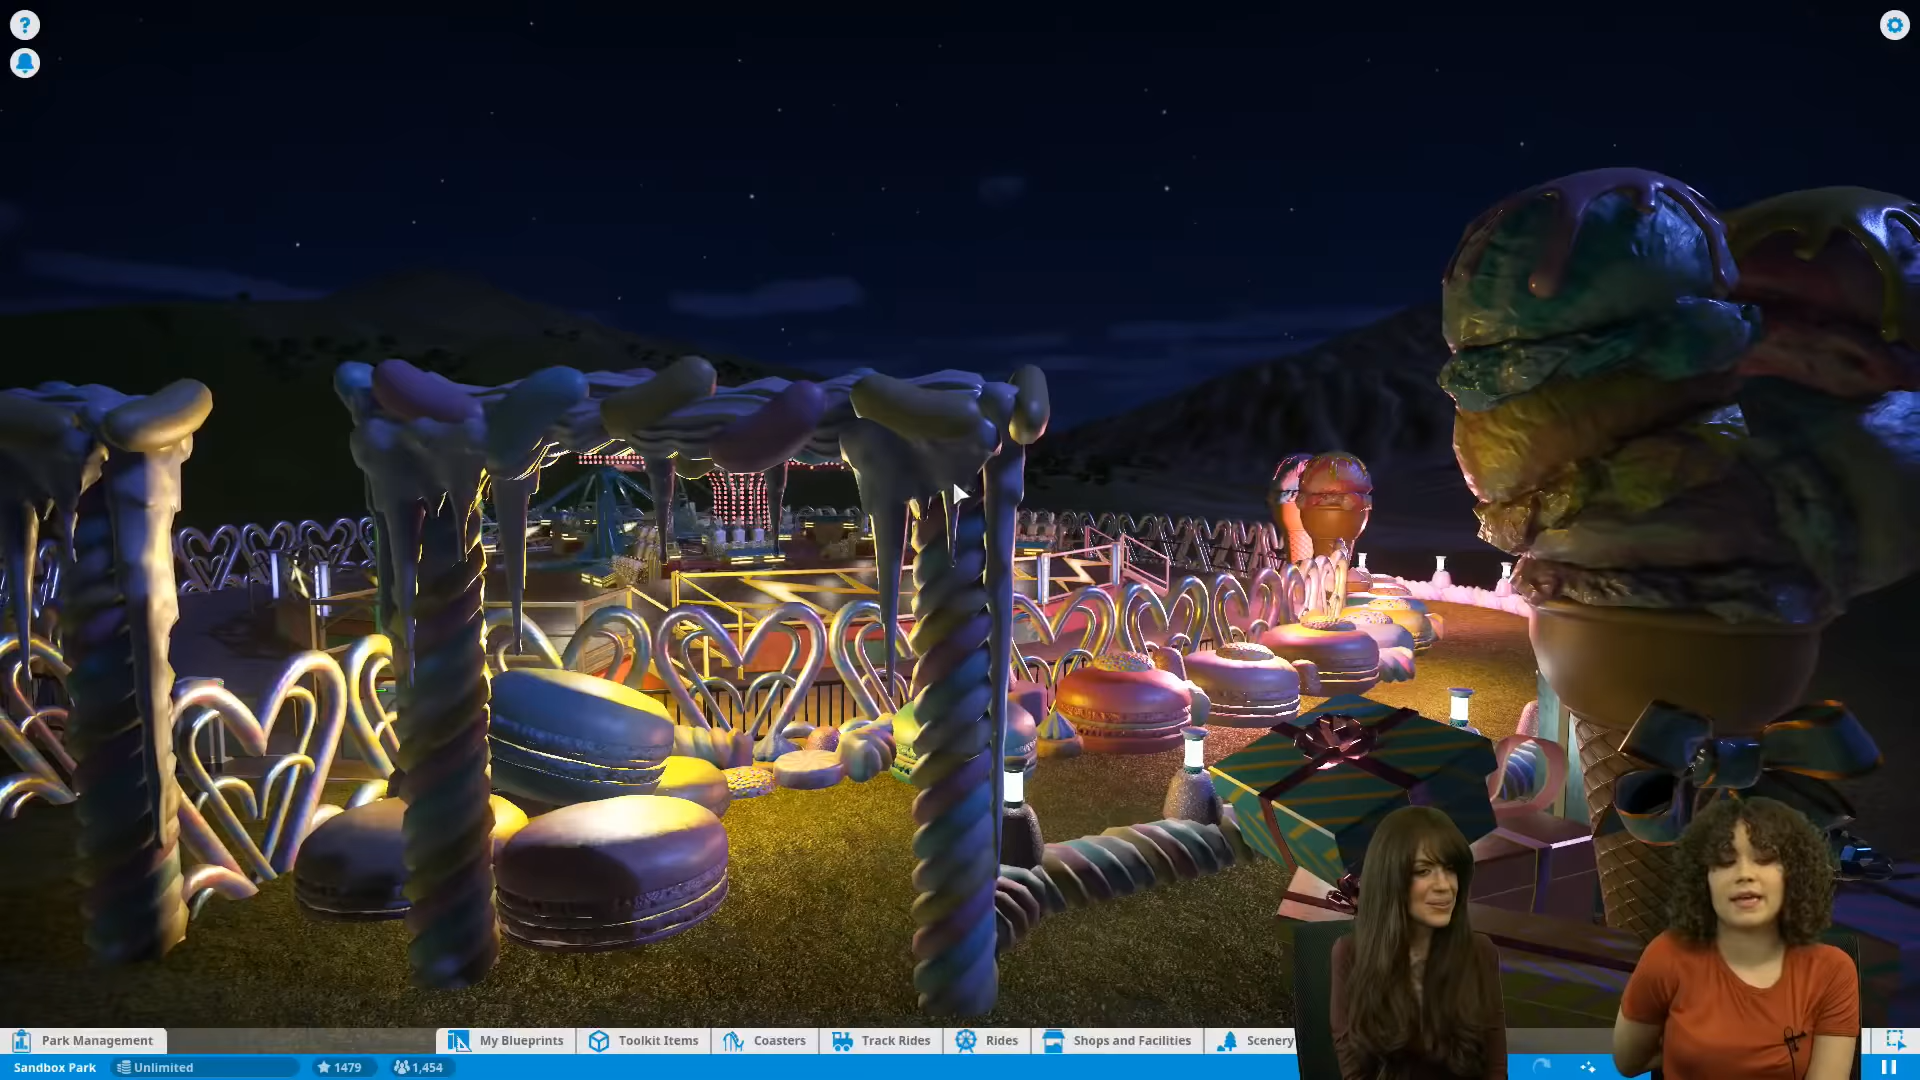 ?
Park Management
My Blueprints
Toolkit Items
Coasters
Track Rides
Rides
Shops and Facilities
Scenery
Sandbox Park
Unlimited
1479
1,454